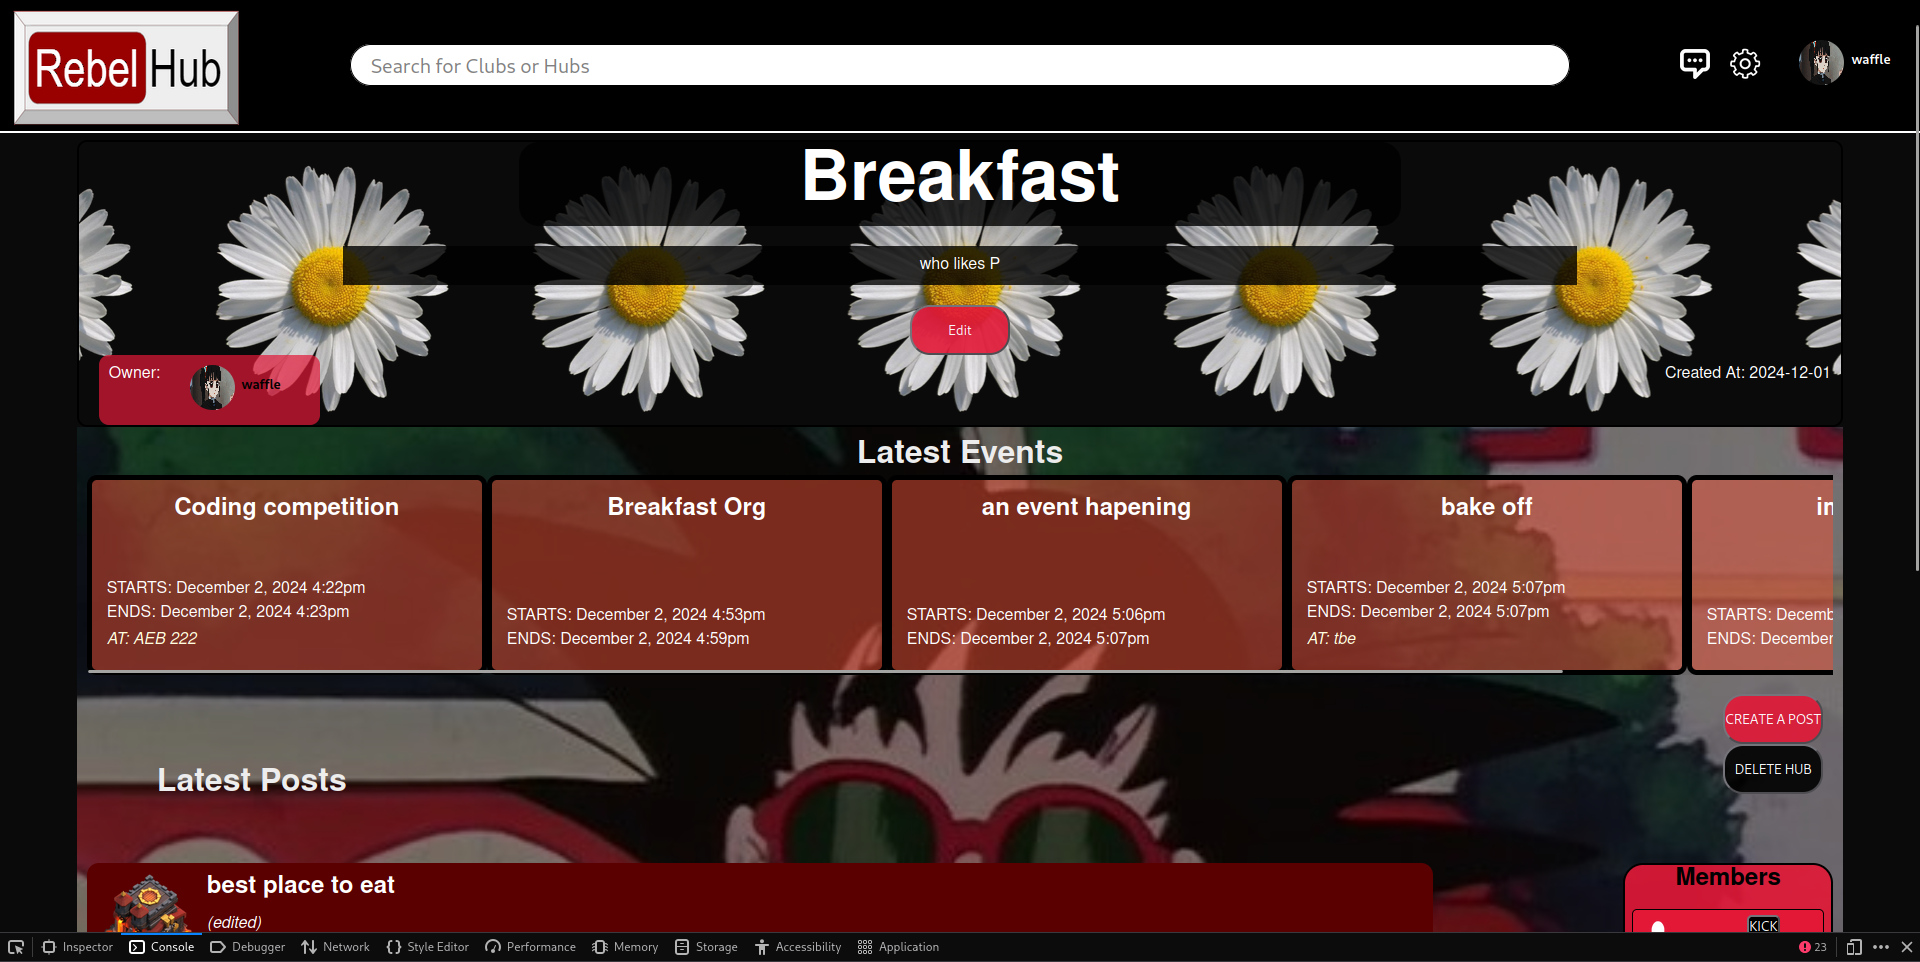 Rebel Hub
Search for Clubs or Hubs
waffle
Breakfast
who likes P
Edit
Owner:
waffle
Created At: 2024-12-01
Latest Events
Coding competition
STARTS: December 2, 2024 4:22pm
ENDS: December 2, 2024 4:23pm
AT: AEB 222
Breakfast Org
STARTS: December 2, 2024 4:53pm
ENDS: December 2, 2024 4:59pm
an event hapening
STARTS: December 2, 2024 5:06pm
ENDS: December 2, 2024 5:07pm
bake off
STARTS: December 2, 2024 5:07pm
ENDS: December 2, 2024 5:07pm
AT: tbe
STARTS:
ENDS: December
CREATE A POST
DELETE HUB
Latest Posts
best place to eat
(edited)
Members
KICK
Inspector Console Debugger Network Style Editor Performance Memory Storage Accessibility Application 23